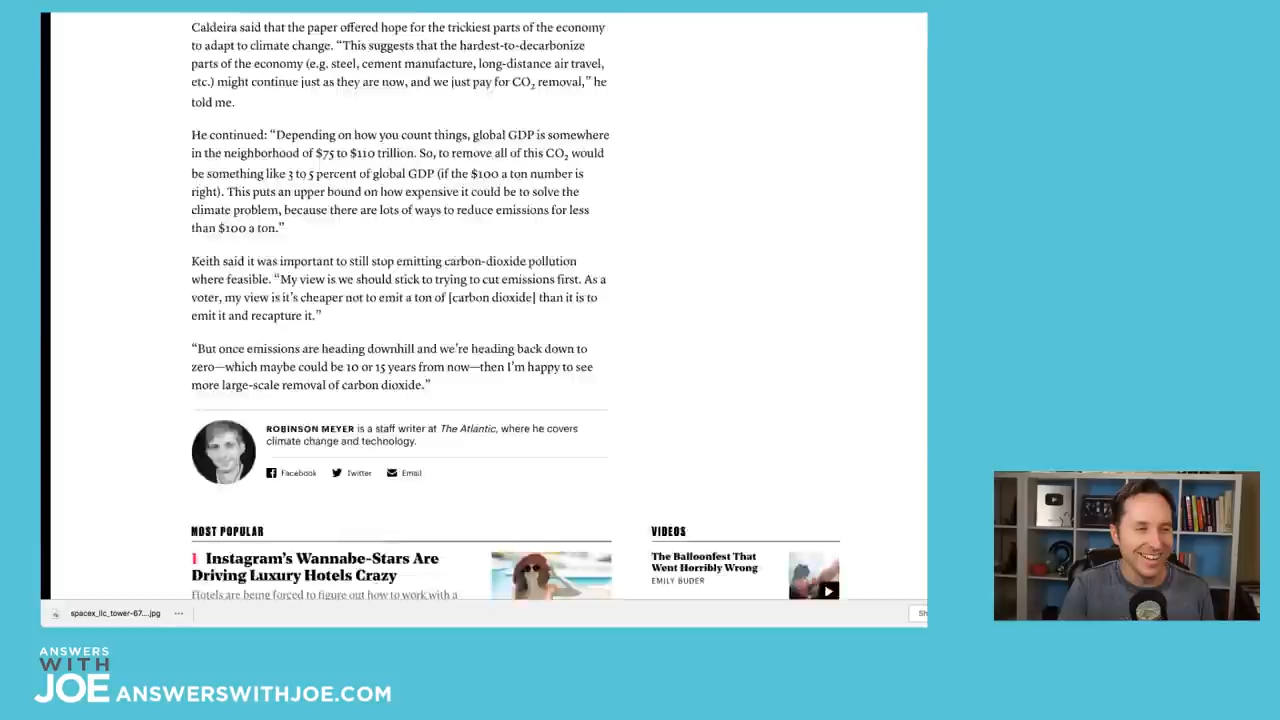 Caldeira said that the paper offered hope for the trickiest parts of the economy
to adapt to climate change. “This suggests that the hardest-to-decarbonize
parts of the economy (e.g. steel, cement manufacture, long-distance air travel,
etc.) might continue just as they are now, and we just pay for CO₂ removal,” he
told me.
He continued: “Depending on how you count things, global GDP is somewhere
in the neighborhood of $75 to $110 trillion. So, to remove all of this CO₂ would
be something like 3 to 5 percent of global GDP (if the $100 a ton number is
right). This puts an upper bound on how expensive it could be to solve the
climate problem, because there are lots of ways to reduce emissions for less
than $100 a ton.”
Keith said it was important to still stop emitting carbon-dioxide pollution
where feasible. “My view is we should stick to trying to cut emissions first. As a
voter, my view is it’s cheaper not to emit a ton of [carbon dioxide] than it is to
emit it and recapture it.”
“But once emissions are heading downhill and we’re heading back down to
zero—which maybe could be 10 or 15 years from now—then I’m happy to see
more large-scale removal of carbon dioxide.”
ROBINSON MEYER is a staff writer at The Atlantic, where he covers
climate change and technology.
Facebook Twitter Email
MOST POPULAR
1 Instagram’s Wannabe-Stars Are
Driving Luxury Hotels Crazy
Hotels are being forced to figure out how to work with a
VIDEOS
The Balloonfest That
Went Horribly Wrong
EMILY BUDER
spacex_llc_tower-67....jpg
Sh
ANSWERS
WITH
JOE ANSWERSWITHJOE.COM